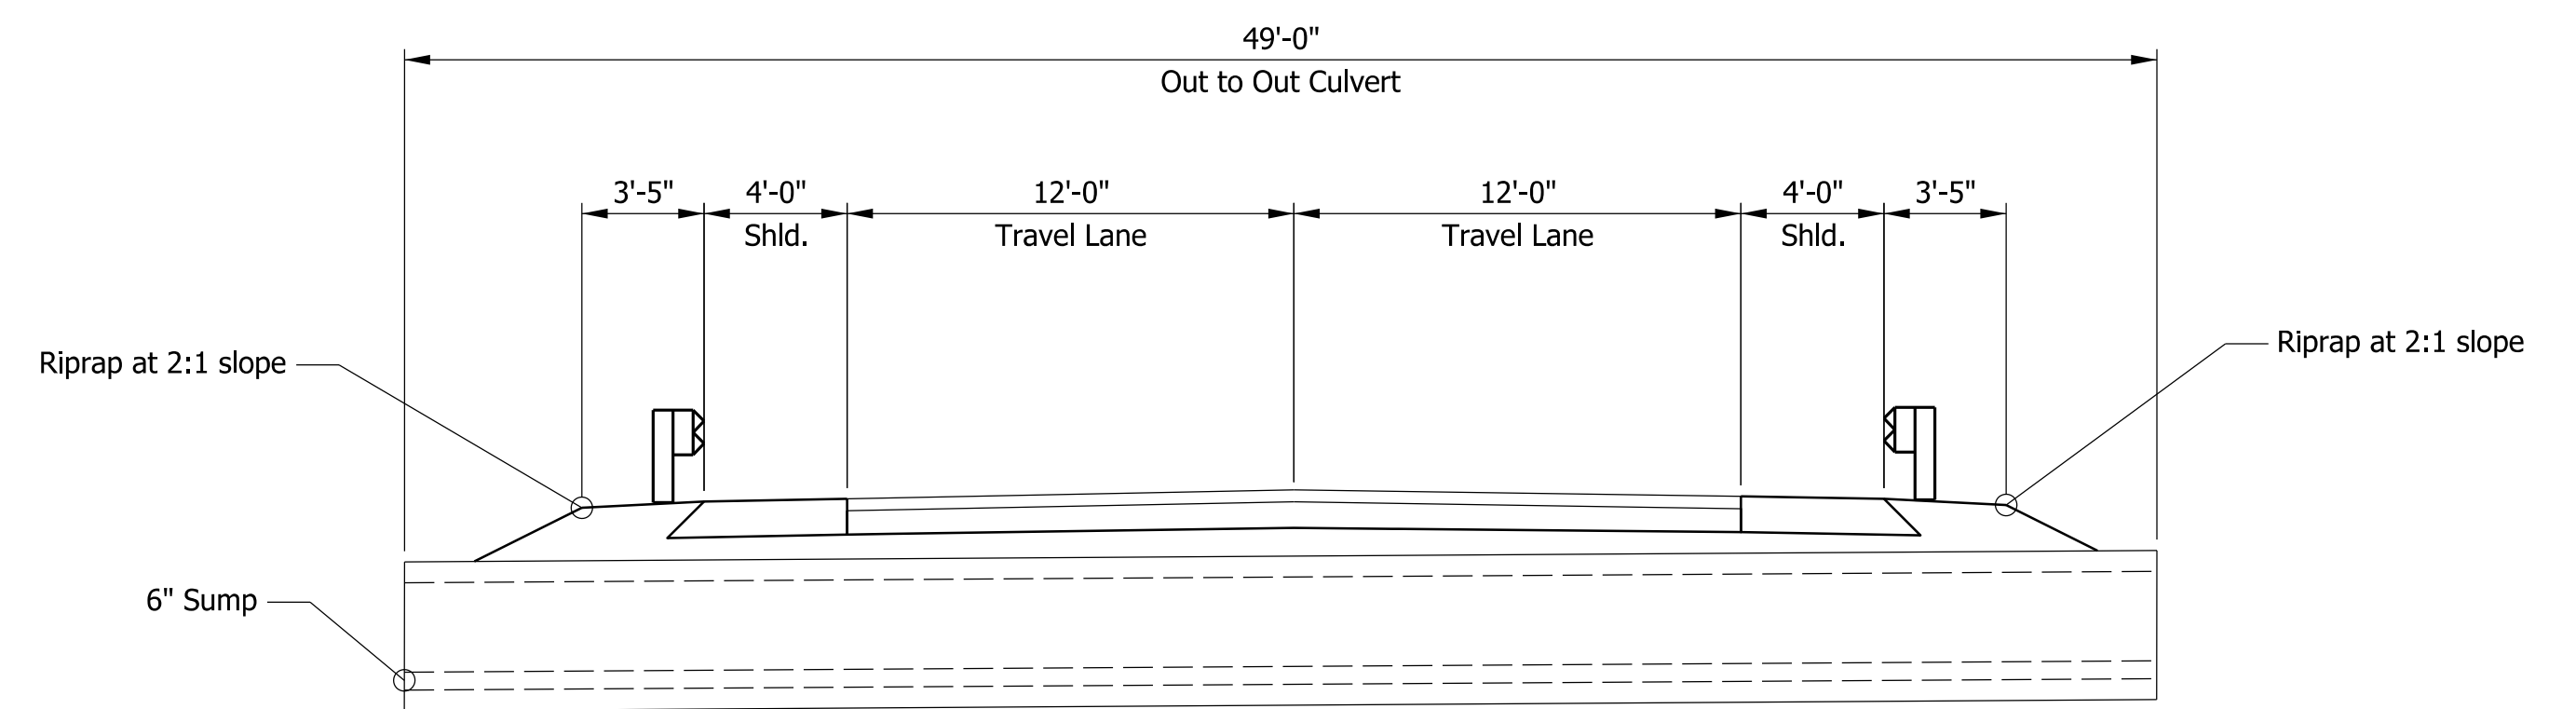 49'-0"
Out to Out Culvert
3'-5" 4'-0" 12'-0" 12'-0" 4'-0" 3'-5"
Shld. Travel Lane Travel Lane Shld.
Riprap at 2:1 slope
Riprap at 2:1 slope
6" Sump